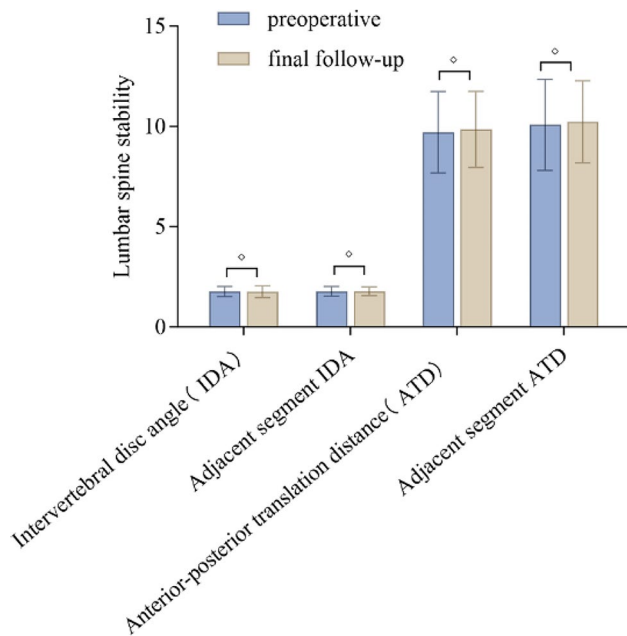 preoperative
final follow-up
Lumbar spine stability
15
10
5
0
Intervertebral disc angle( IDA)
Adjacent segment IDA
Anterior-posterior translation distance( ATD)
Adjacent segment ATD